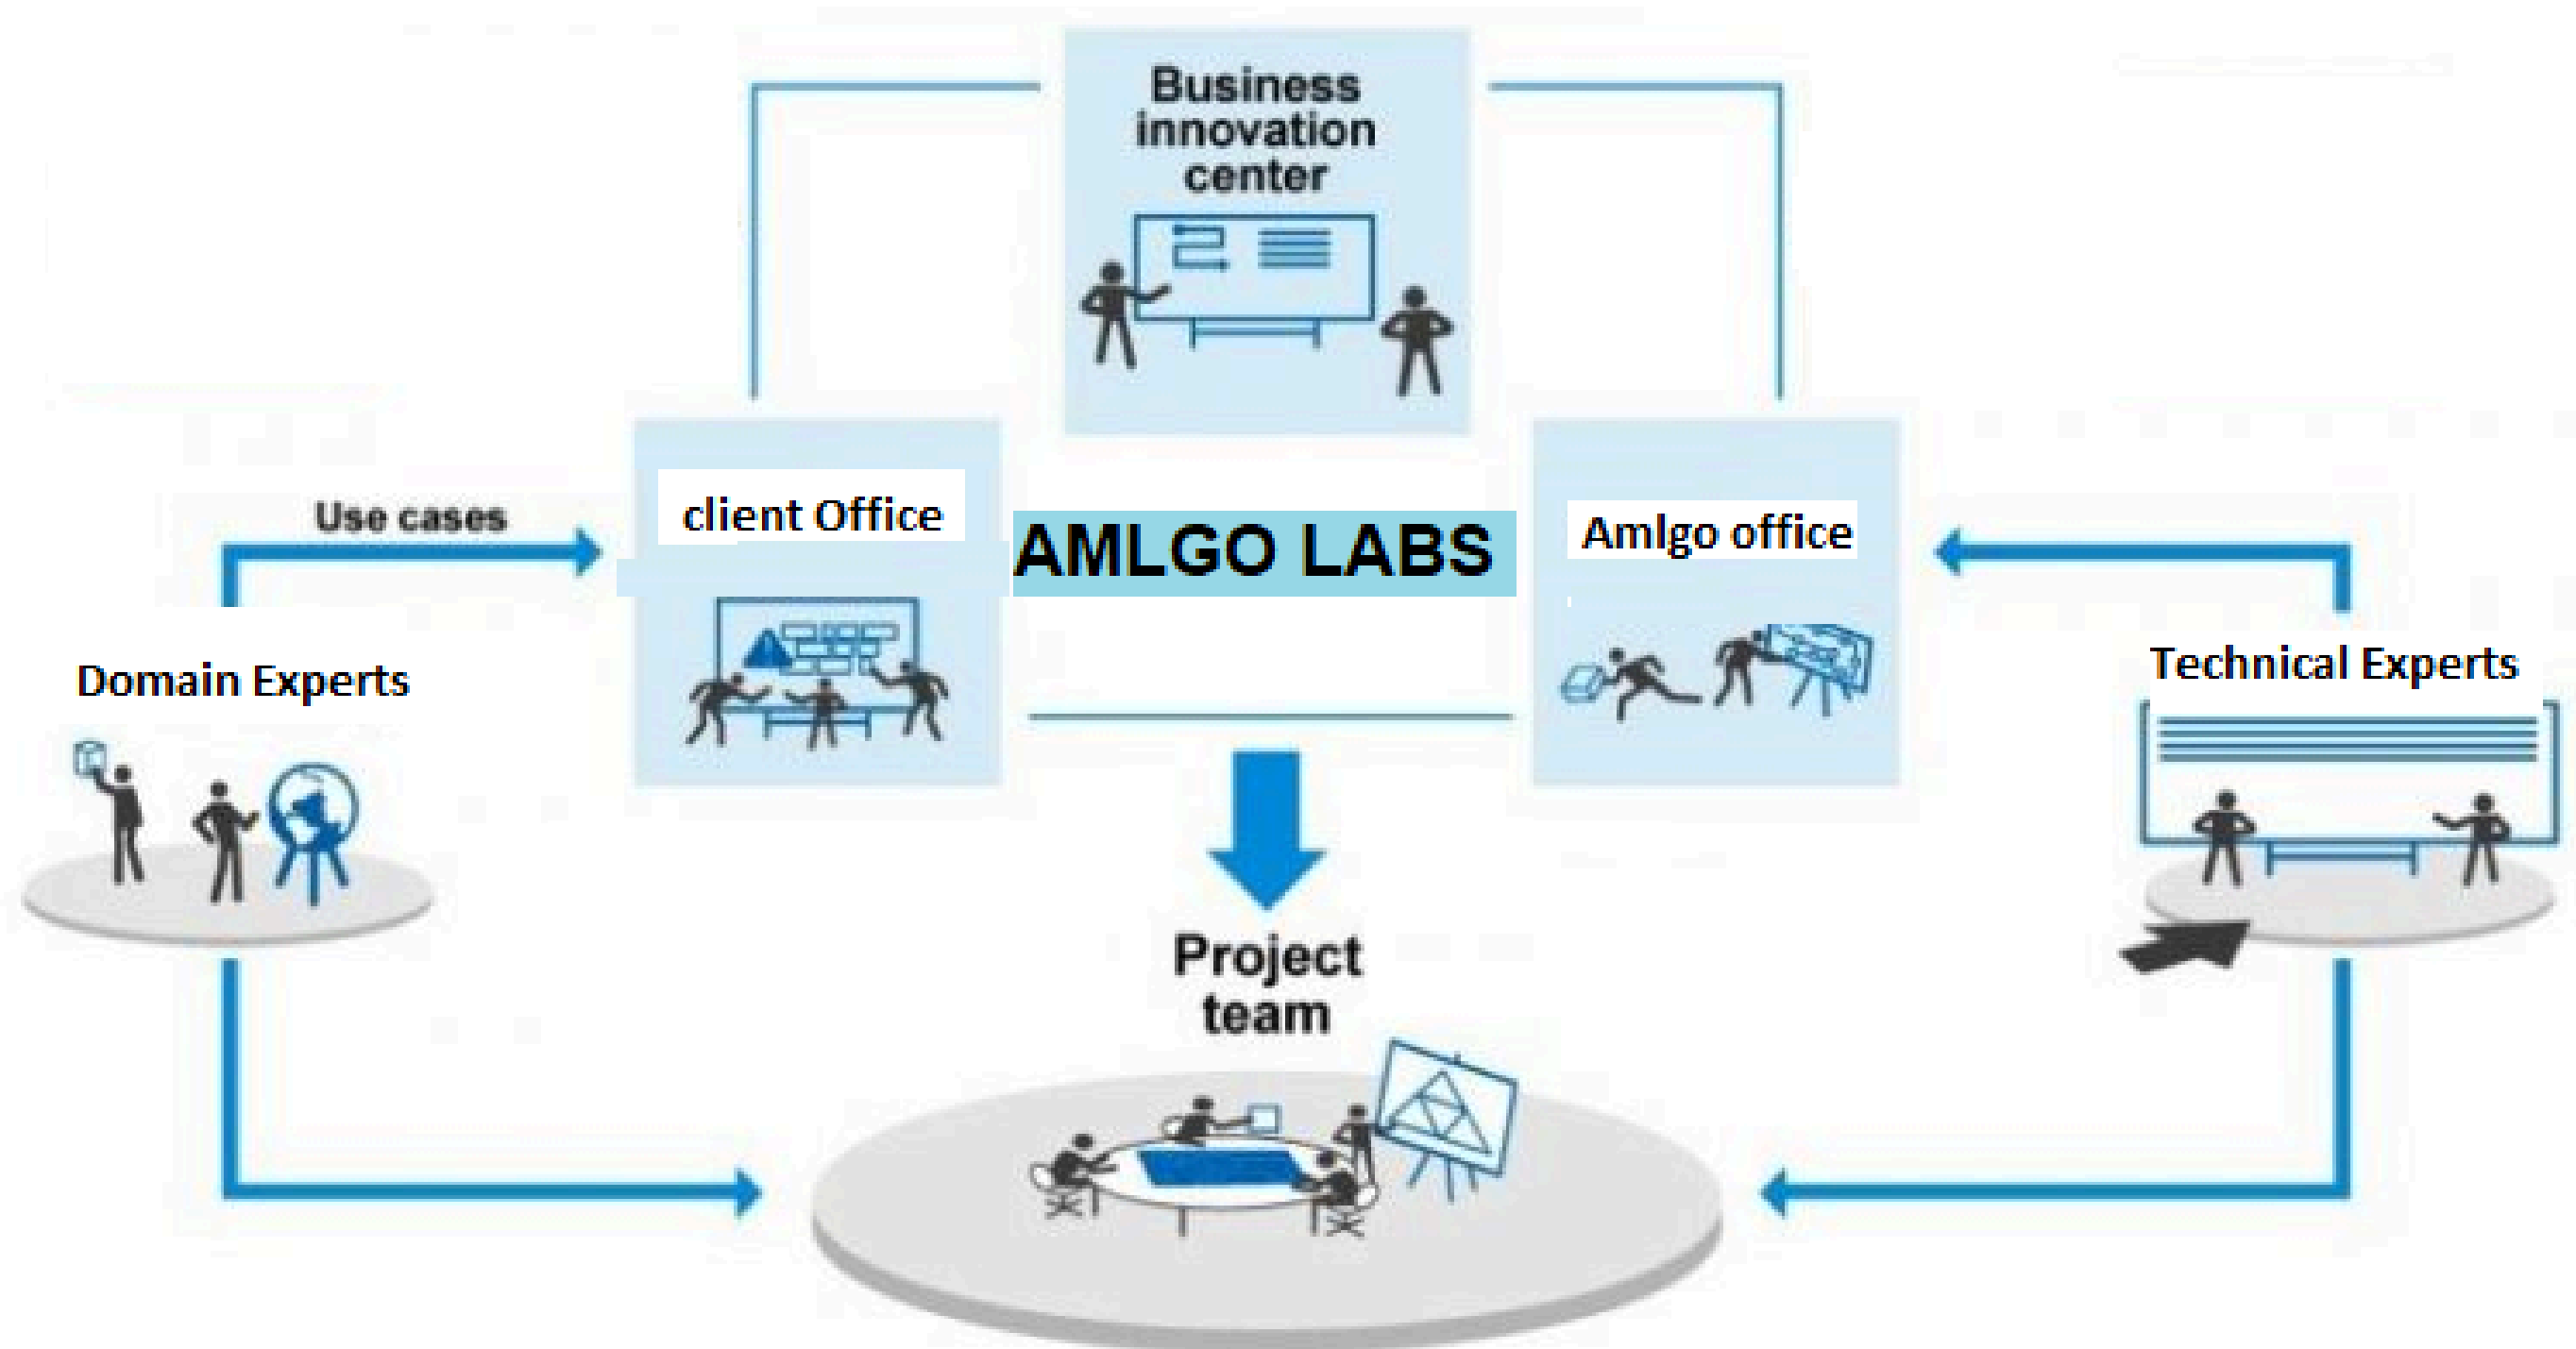 Business
innovation
center
Use cases
client Office
AMLGO LABS
Amlgo office
Domain Experts
Technical Experts
Project
team